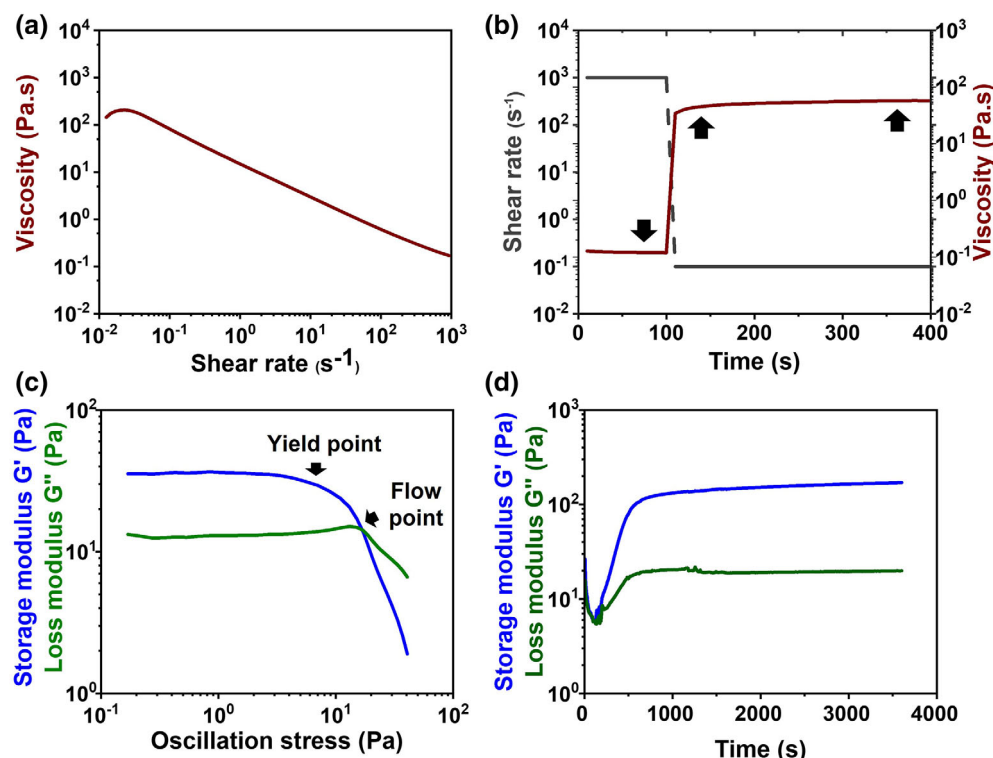 (a)
Viscosity (Pa.s)
10⁴
10³
10²
10¹
10⁰
10⁻¹
10⁻²
10⁻² 10⁻¹ 10⁰ 10¹ 10² 10³
Shear rate (s⁻¹)
(b)
Shear rate (s⁻¹)
10⁴
10³
10²
10¹
10⁰
10⁻¹
10⁻²
10³
10²
10¹
10⁰
10⁻¹
10⁻²
Viscosity (Pa.s)
0 100 200 300 400
Time (s)
(c)
Storage modulus G' (Pa)
Loss modulus G" (Pa)
10²
10¹
10⁰
Yield point
Flow
point
10⁻¹ 10⁰ 10¹ 10²
Oscillation stress (Pa)
(d)
Storage modulus G' (Pa)
Loss modulus G" (Pa)
10³
10²
10¹
10⁰
0 1000 2000 3000 4000
Time (s)